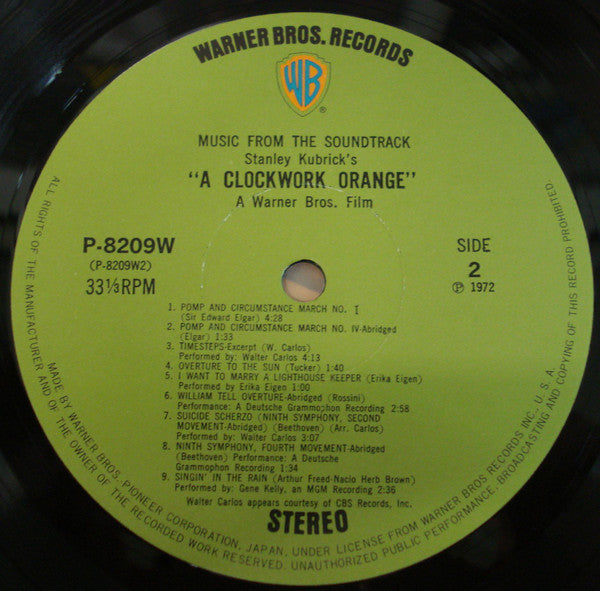 WARNER BROS. RECORDS
WB
®
MUSIC FROM THE SOUNDTRACK
Stanley Kubrick's
"A CLOCKWORK ORANGE"
A Warner Bros. Film
P-8209W
(P-8209W2)
33⅓RPM
SIDE
2
Ⓟ 1972
1. POMP AND CIRCUMSTANCE MARCH NO. I
(Sir Edward Elgar) 4:28
2. POMP AND CIRCUMSTANCE MARCH NO. IV-Abridged
(Elgar) 1:33
3. TIMESTEPS-Excerpt (W. Carlos)
Performed by: Walter Carlos 4:13
4. OVERTURE TO THE SUN (Tucker) 1:40
5. I WANT TO MARRY A LIGHTHOUSE KEEPER (Erika Eigen)
Performed by Erika Eigen 1:00
6. WILLIAM TELL OVERTURE-Abridged (Rossini)
Performance: A Deutsche Grammophon Recording 2:58
7. SUICIDE SCHERZO (NINTH SYMPHONY, SECOND
MOVEMENT-Abridged) (Beethoven) (Arr. Carlos)
Performed by: Walter Carlos 3:07
8. NINTH SYMPHONY, FOURTH MOVEMENT-Abridged
(Beethoven) Performance: A Deutsche
Grammophon Recording 1:34
9. SINGIN' IN THE RAIN (Arthur Freed-Nacio Herb Brown)
Performed by: Gene Kelly, an MGM Recording 2:36
Walter Carlos appears courtesy of CBS Records, Inc.
STEREO
ALL RIGHTS OF THE MANUFACTURER AND OF THE OWNER OF THE RECORDED WORK RESERVED. UNAUTHORIZED PUBLIC PERFORMANCE, BROADCASTING AND COPYING OF THIS RECORD PROHIBITED.
MADE BY WARNER BROS.-PIONEER CORPORATION, JAPAN, UNDER LICENSE FROM WARNER BROS RECORDS INC., U. S. A.